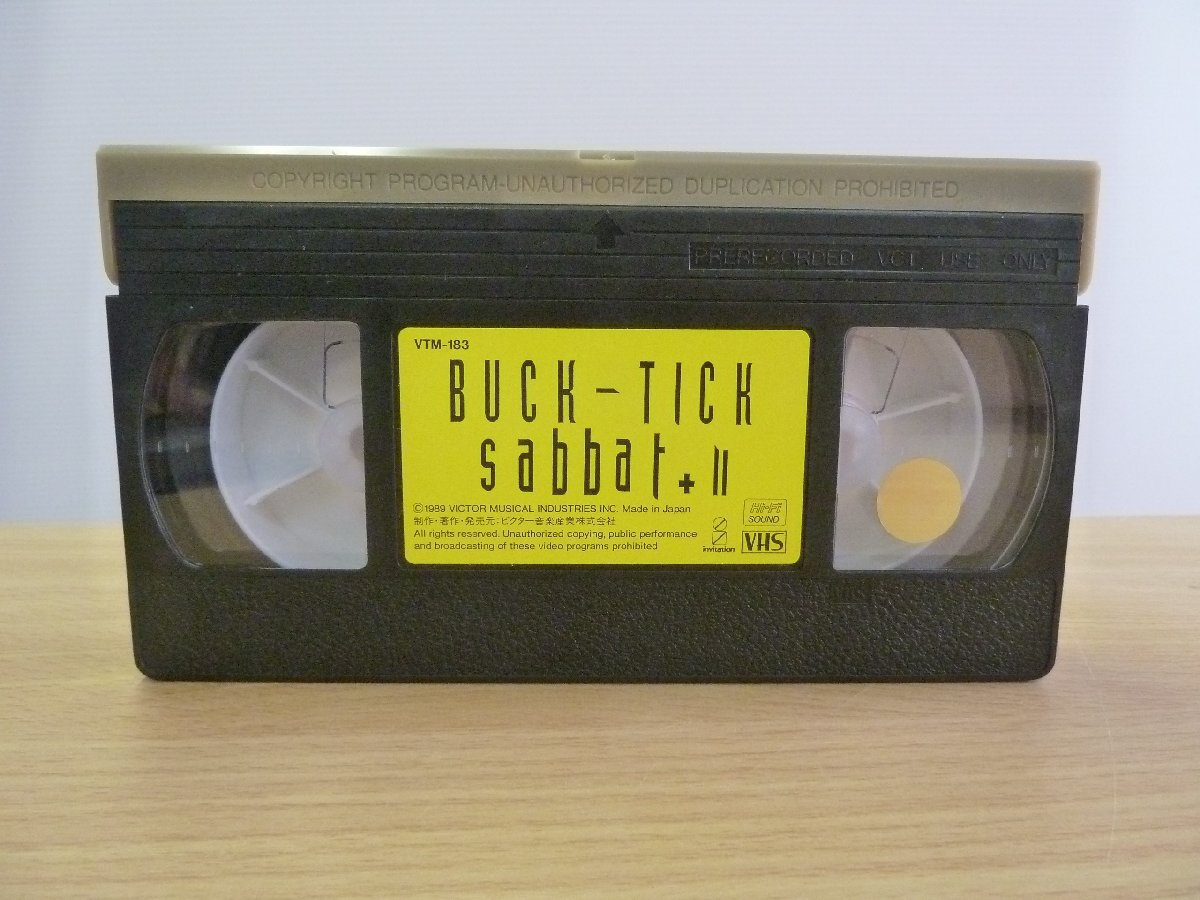 COPYRIGHT PROGRAM-UNAUTHORIZED DUPLICATION PROHIBITED
PRERECORDED VCT USE ONLY
VTM-183
BUCK-TICK
sabbat+II
©1989 VICTOR MUSICAL INDUSTRIES INC. Made in Japan
制作・著作・発売元:ビクター音楽産業株式会社
All rights reserved. Unauthorized copying, public performance
and broadcasting of these video programs prohibited
invitation
Hi-Fi
SOUND
VHS